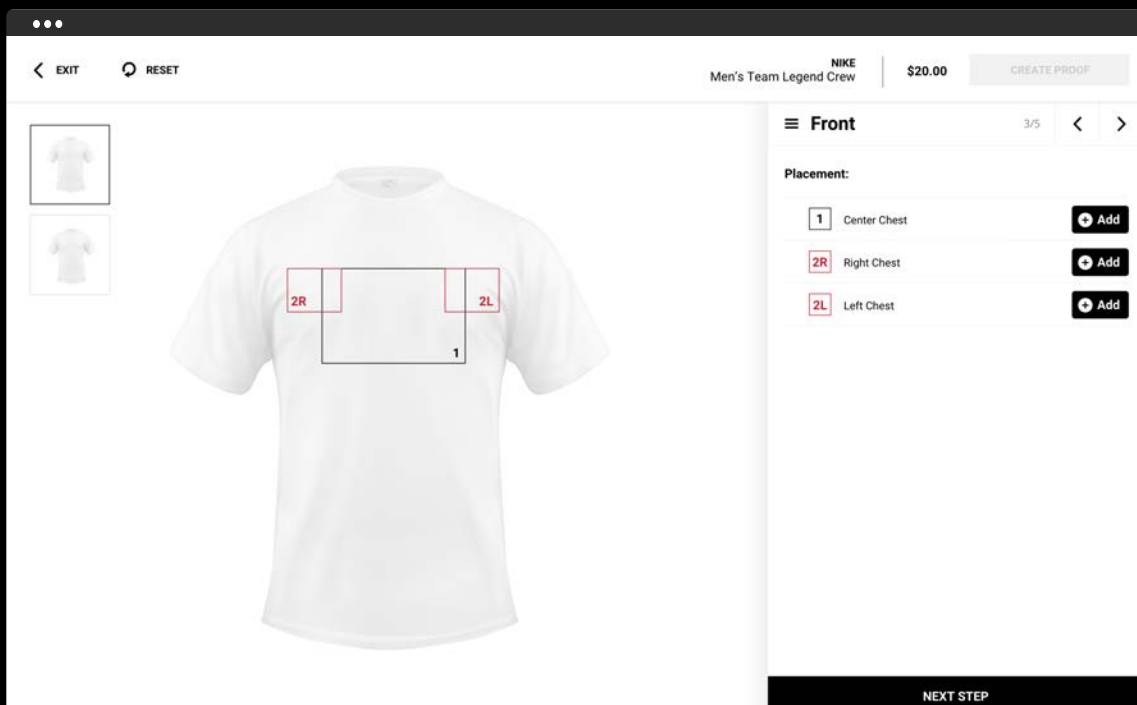 EXIT
RESET
NIKE
Men's Team Legend Crew
$20.00
CREATE PROOF
Front
3/5
Placement:
1 Center Chest
Add
2R Right Chest
Add
2L Left Chest
Add
2R
2L
1
NEXT STEP